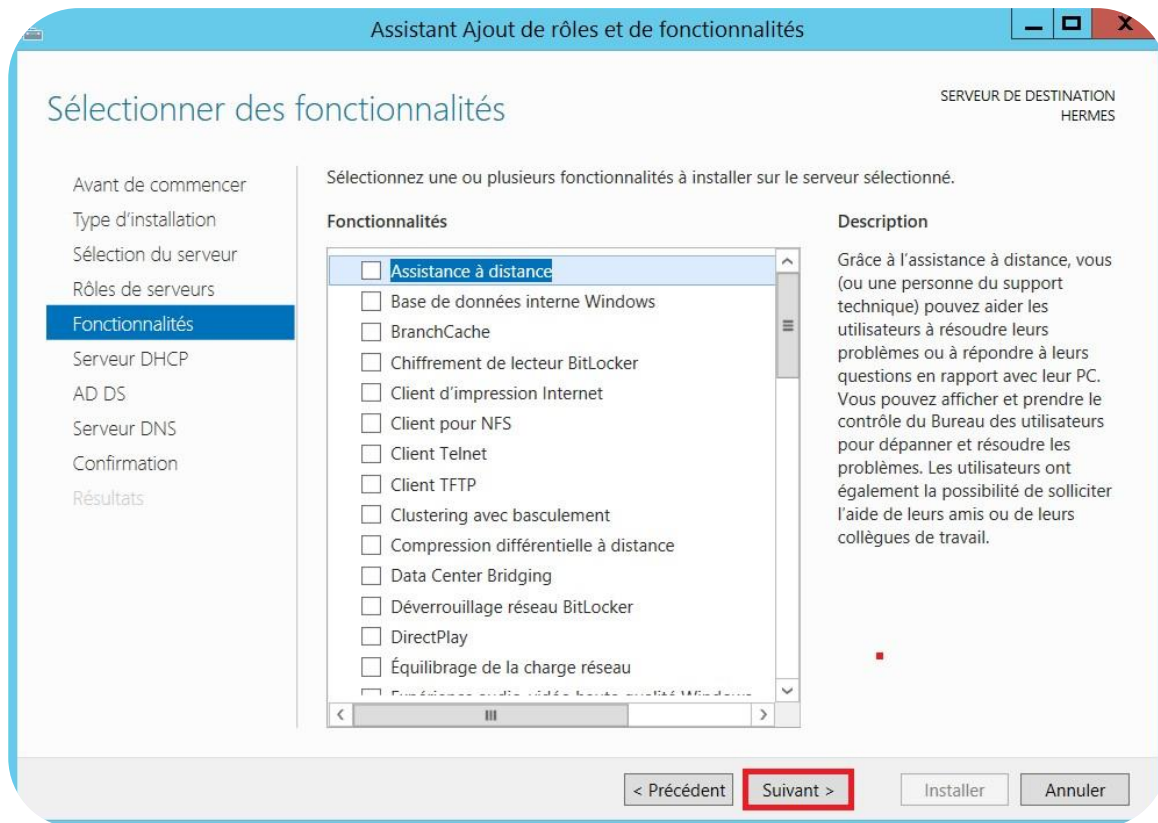 Assistant Ajout de rôles et de fonctionnalités
Sélectionner des fonctionnalités
SERVEUR DE DESTINATION
HERMES
Avant de commencer
Type d'installation
Sélection du serveur
Rôles de serveurs
Fonctionnalités
Serveur DHCP
AD DS
Serveur DNS
Confirmation
Résultats
Sélectionnez une ou plusieurs fonctionnalités à installer sur le serveur sélectionné.
Fonctionnalités
Assistance à distance
Base de données interne Windows
BranchCache
Chiffrement de lecteur BitLocker
Client d'impression Internet
Client pour NFS
Client Telnet
Client TFTP
Clustering avec basculement
Compression différentielle à distance
Data Center Bridging
Déverrouillage réseau BitLocker
DirectPlay
Équilibrage de la charge réseau
Description
Grâce à l'assistance à distance, vous
(ou une personne du support
technique) pouvez aider les
utilisateurs à résoudre leurs
problèmes ou à répondre à leurs
questions en rapport avec leur PC.
Vous pouvez afficher et prendre le
contrôle du Bureau des utilisateurs
pour dépanner et résoudre les
problèmes. Les utilisateurs ont
également la possibilité de solliciter
l'aide de leurs amis ou de leurs
collègues de travail.
< Précédent
Suivant >
Installer
Annuler